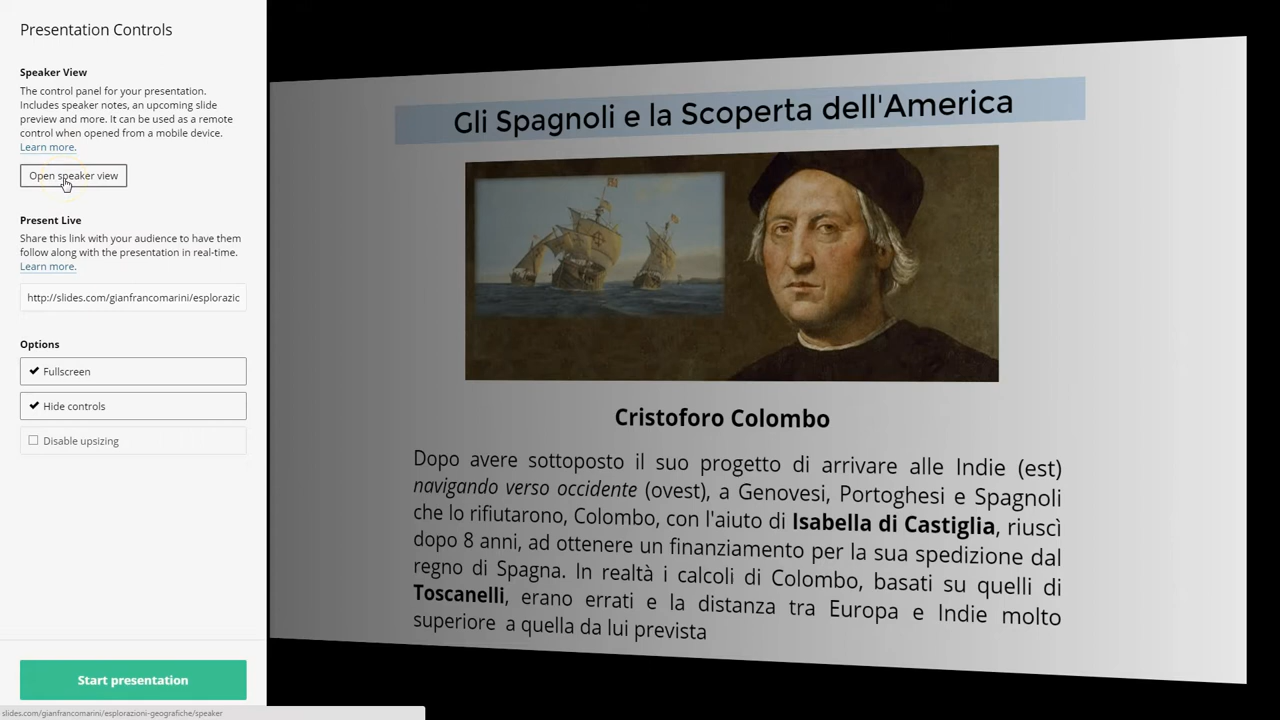 Presentation Controls
Speaker View
The control panel for your presentation.
Includes speaker notes, an upcoming slide
preview and more. It can be used as a remote
control when opened from a mobile device.
Learn more.
Open speaker view
Present Live
Share this link with your audience to have them
follow along with the presentation in real-time.
Learn more.
http://slides.com/gianfrancomarini/esplorazic
Options
Fullscreen
Hide controls
Disable upsizing
Start presentation
slides.com/gianfrancomarini/esplorazioni-geografiche/speaker
Gli Spagnoli e la Scoperta dell'America
Cristoforo Colombo
Dopo avere sottoposto il suo progetto di arrivare alle Indie (est)
navigando verso occidente (ovest), a Genovesi, Portoghesi e Spagnoli
che lo rifiutarono, Colombo, con l'aiuto di Isabella di Castiglia, riuscì
dopo 8 anni, ad ottenere un finanziamento per la sua spedizione dal
regno di Spagna. In realtà i calcoli di Colombo, basati su quelli di
Toscanelli, erano errati e la distanza tra Europa e Indie molto
superiore a quella da lui prevista